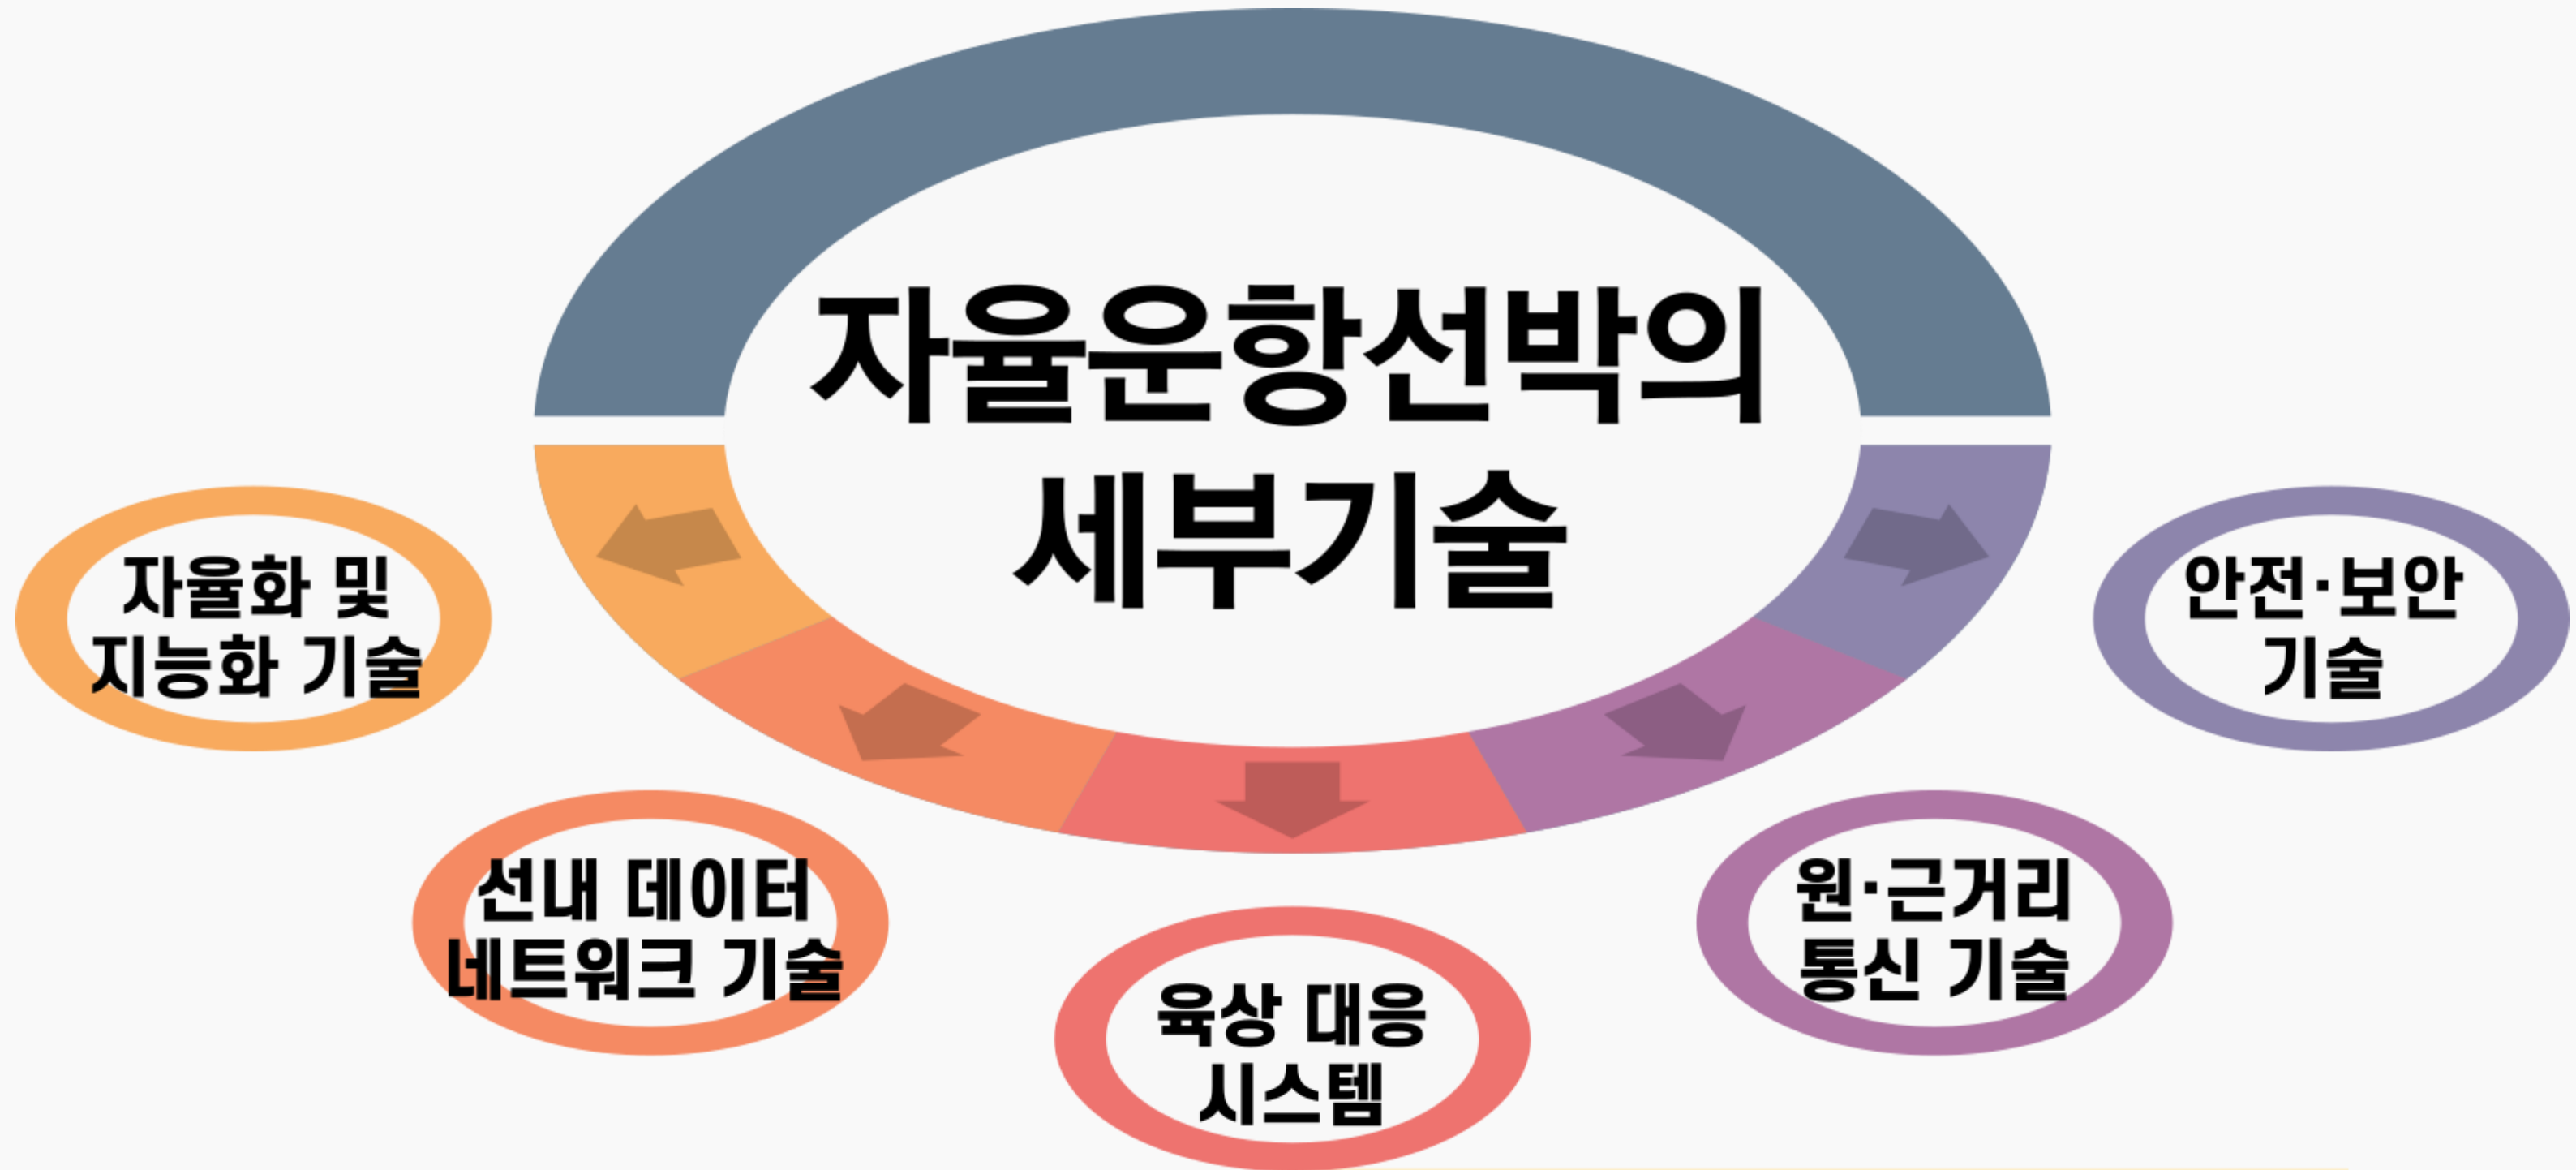 자율운항선박의
세부기술
자율화 및
지능화 기술
선내 데이터
네트워크 기술
육상 대응
시스템
원·근거리
통신 기술
안전·보안
기술